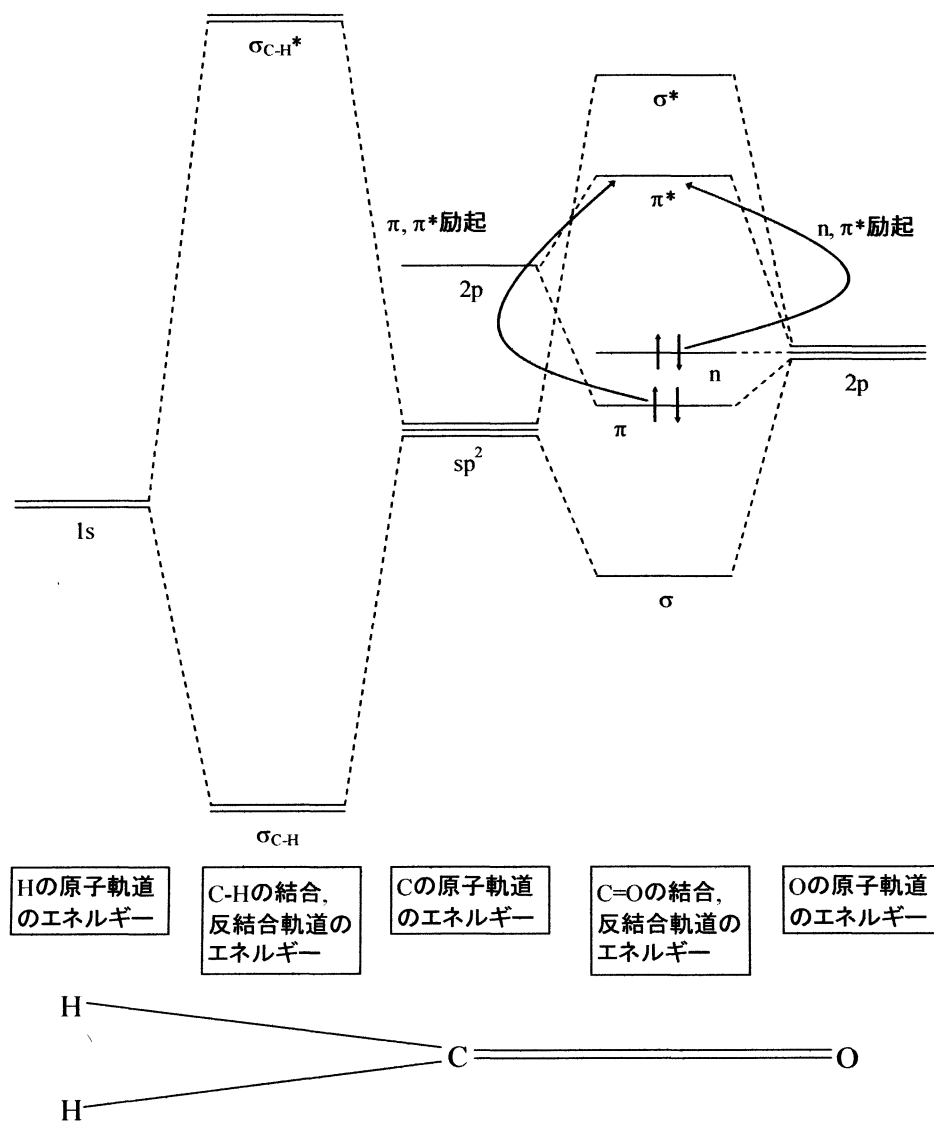 σC-H*
σ*
π*
π, π*励起
n, π*励起
2p
n
2p
π
sp²
1s
σ
σC-H
Hの原子軌道
のエネルギー
C-Hの結合,
反結合軌道の
エネルギー
Cの原子軌道
のエネルギー
C=Oの結合,
反結合軌道の
エネルギー
Oの原子軌道
のエネルギー
H
C
O
H